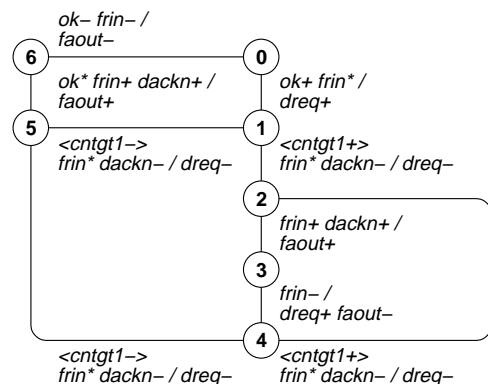 ok– frin– /
faout–
6
0
ok* frin+ dackn+ /
faout+
ok+ frin* /
dreq+
5
1
<cntgt1–>
frin* dackn– / dreq–
<cntgt1+>
frin* dackn– / dreq–
2
frin+ dackn+ /
faout+
3
frin– /
dreq+ faout–
4
<cntgt1–>
frin* dackn– / dreq–
<cntgt1+>
frin* dackn– / dreq–